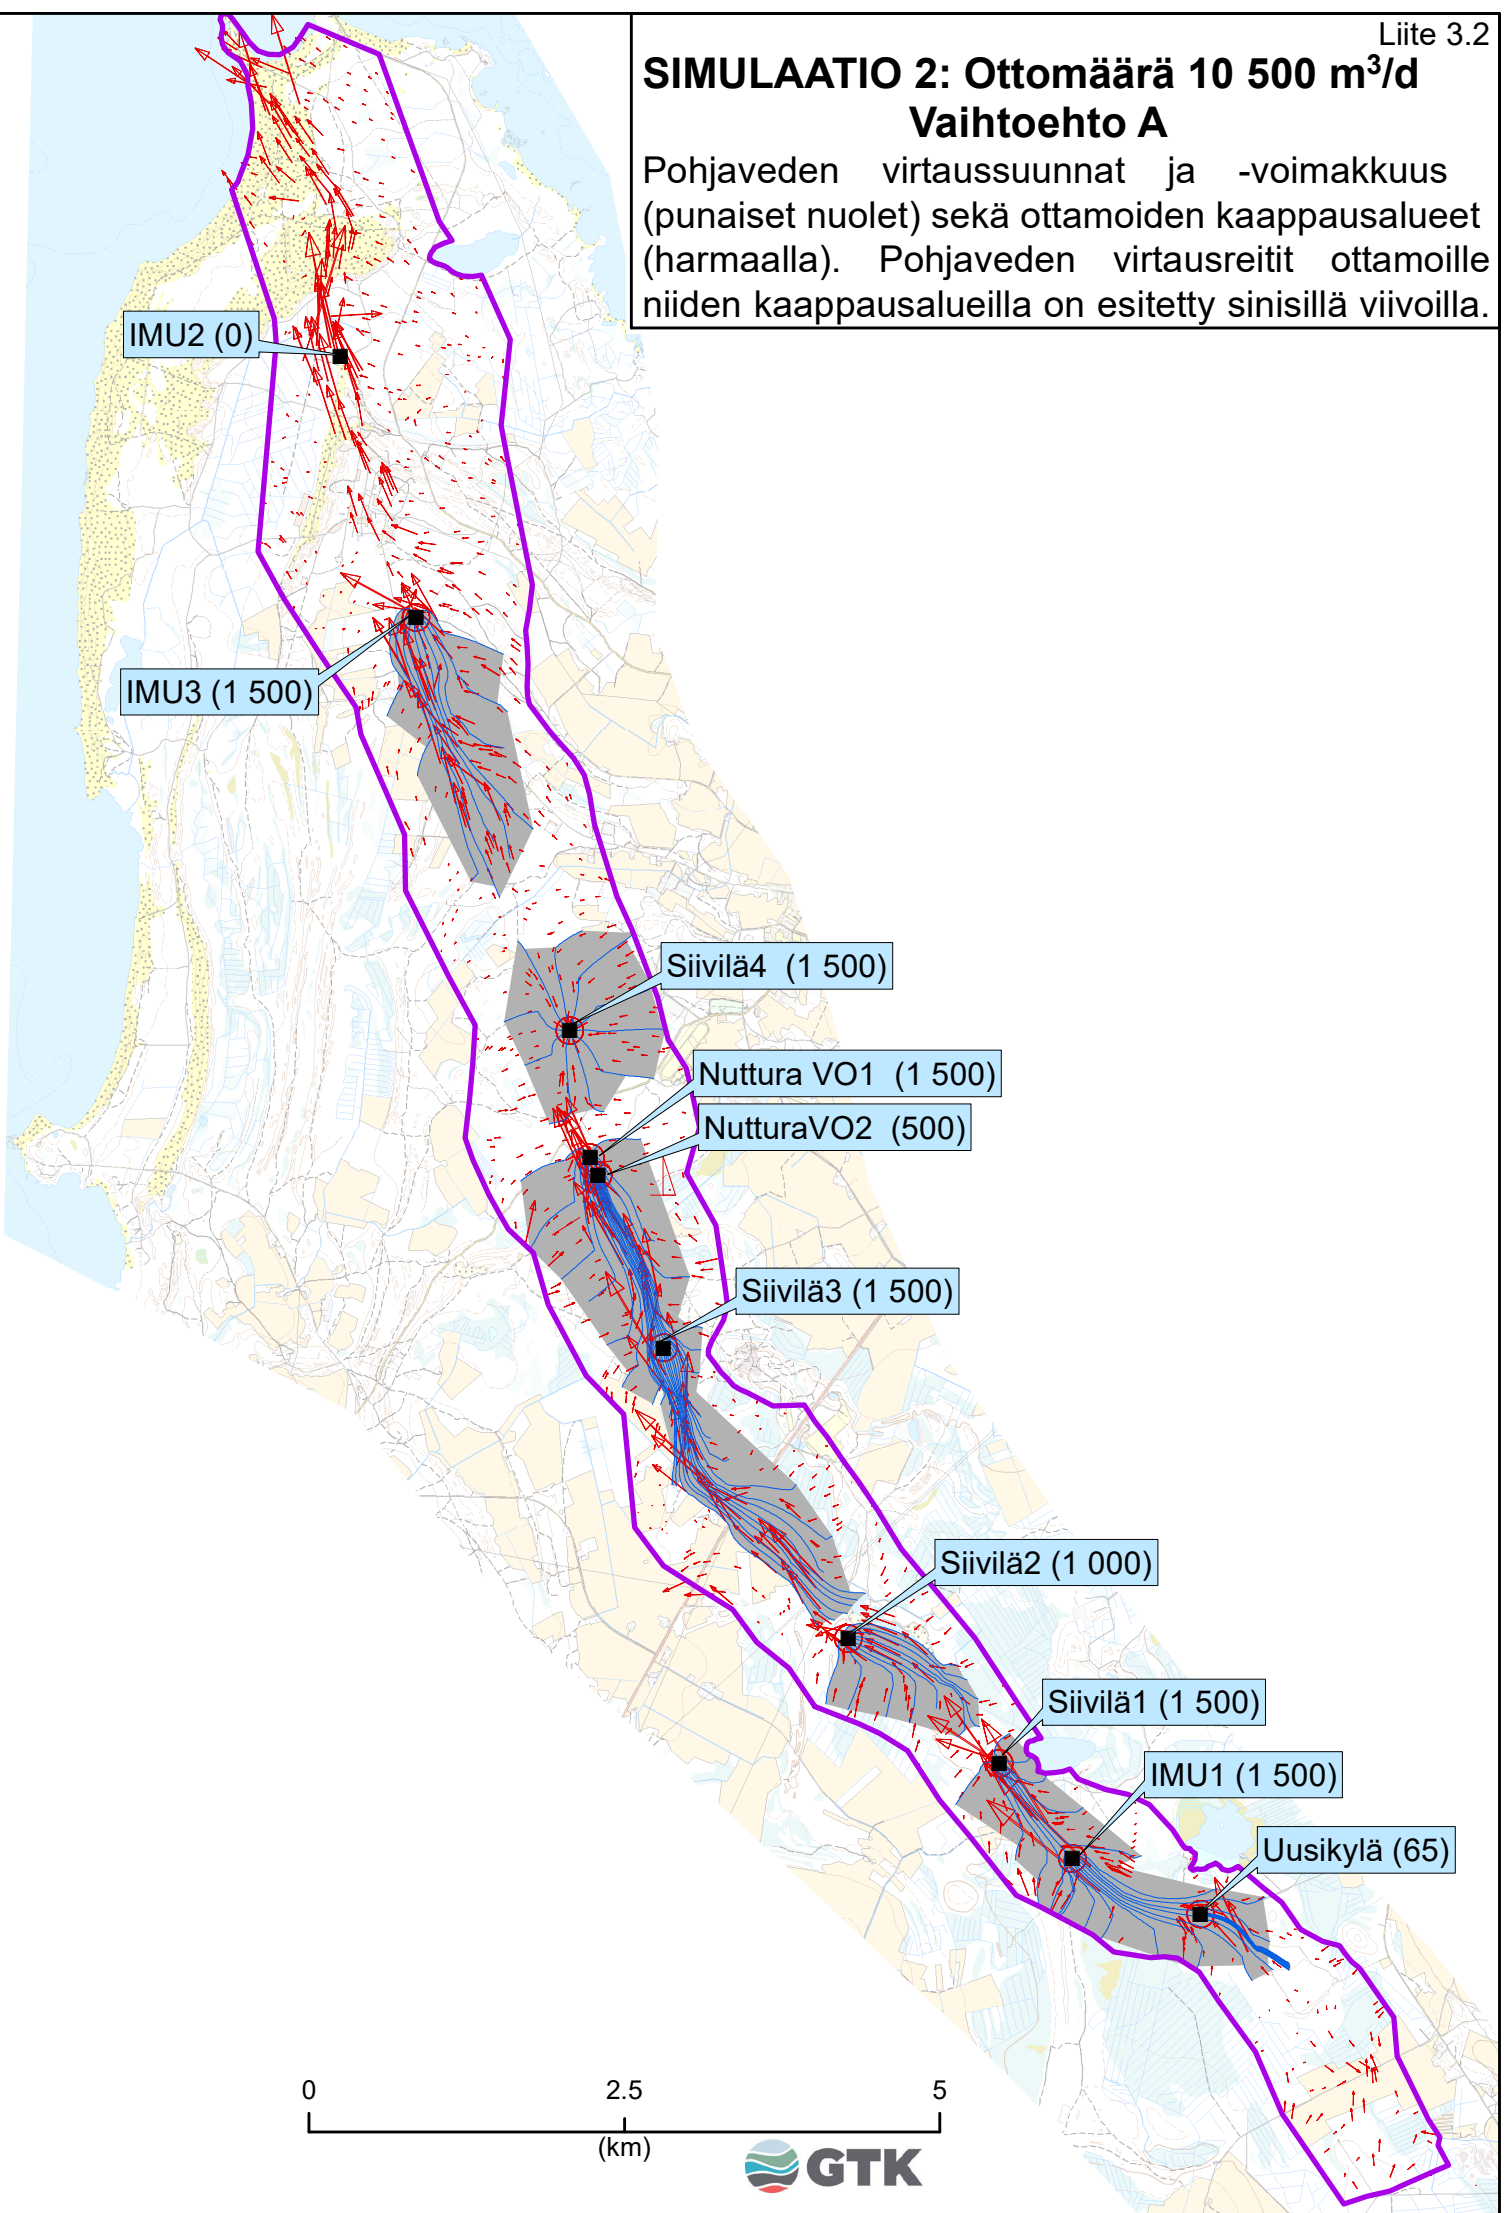 Liite 3.2
SIMULAATIO 2: Ottomäärä 10 500 m³/d
Vaihtoehto A
Pohjaveden virtaussuunnat ja -voimakkuus
(punaiset nuolet) sekä ottamoiden kaappausalueet
(harmaalla). Pohjaveden virtausreitit ottamoille
niiden kaappausalueilla on esitetty sinisillä viivoilla.
IMU2 (0)
IMU3 (1 500)
Siivilä4 (1 500)
Nuttura VO1 (1 500)
NutturaVO2 (500)
Siivilä3 (1 500)
Siivilä2 (1 000)
Siivilä1 (1 500)
IMU1 (1 500)
Uusikylä (65)
0 2.5 5
(km)
GTK